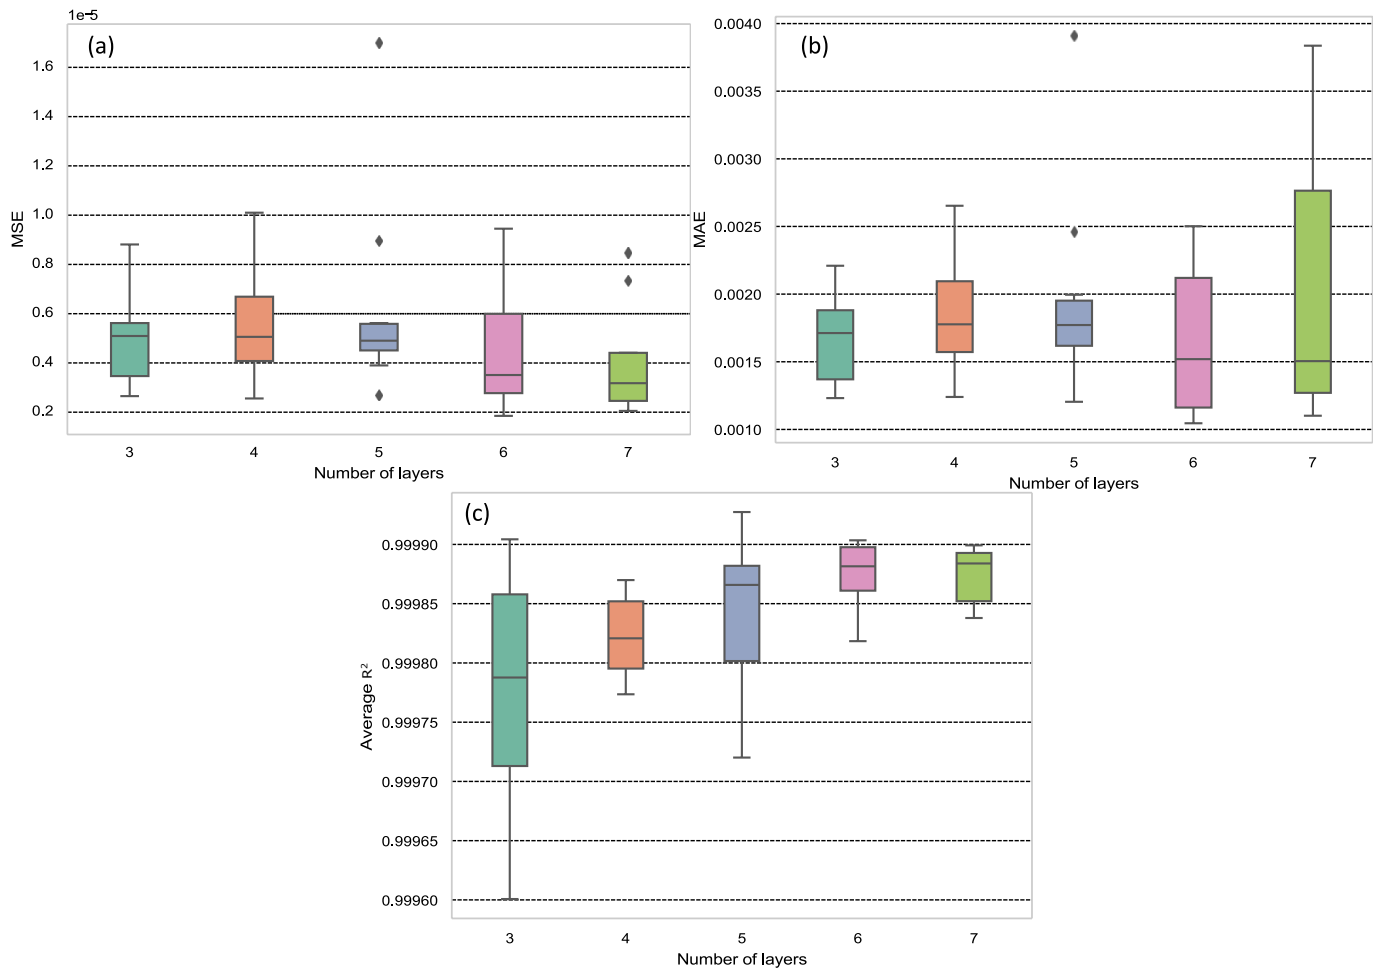 1e−5
(a)
1.6
1.4
1.2
1.0
0.8
0.6
0.4
0.2
MSE
3 4 5 6 7
Number of layers
(b)
0.0040
0.0035
0.0030
0.0025
0.0020
0.0015
0.0010
MAE
3 4 5 6 7
Number of layers
(c)
0.99990
0.99985
0.99980
0.99975
0.99970
0.99965
0.99960
Average R²
3 4 5 6 7
Number of layers